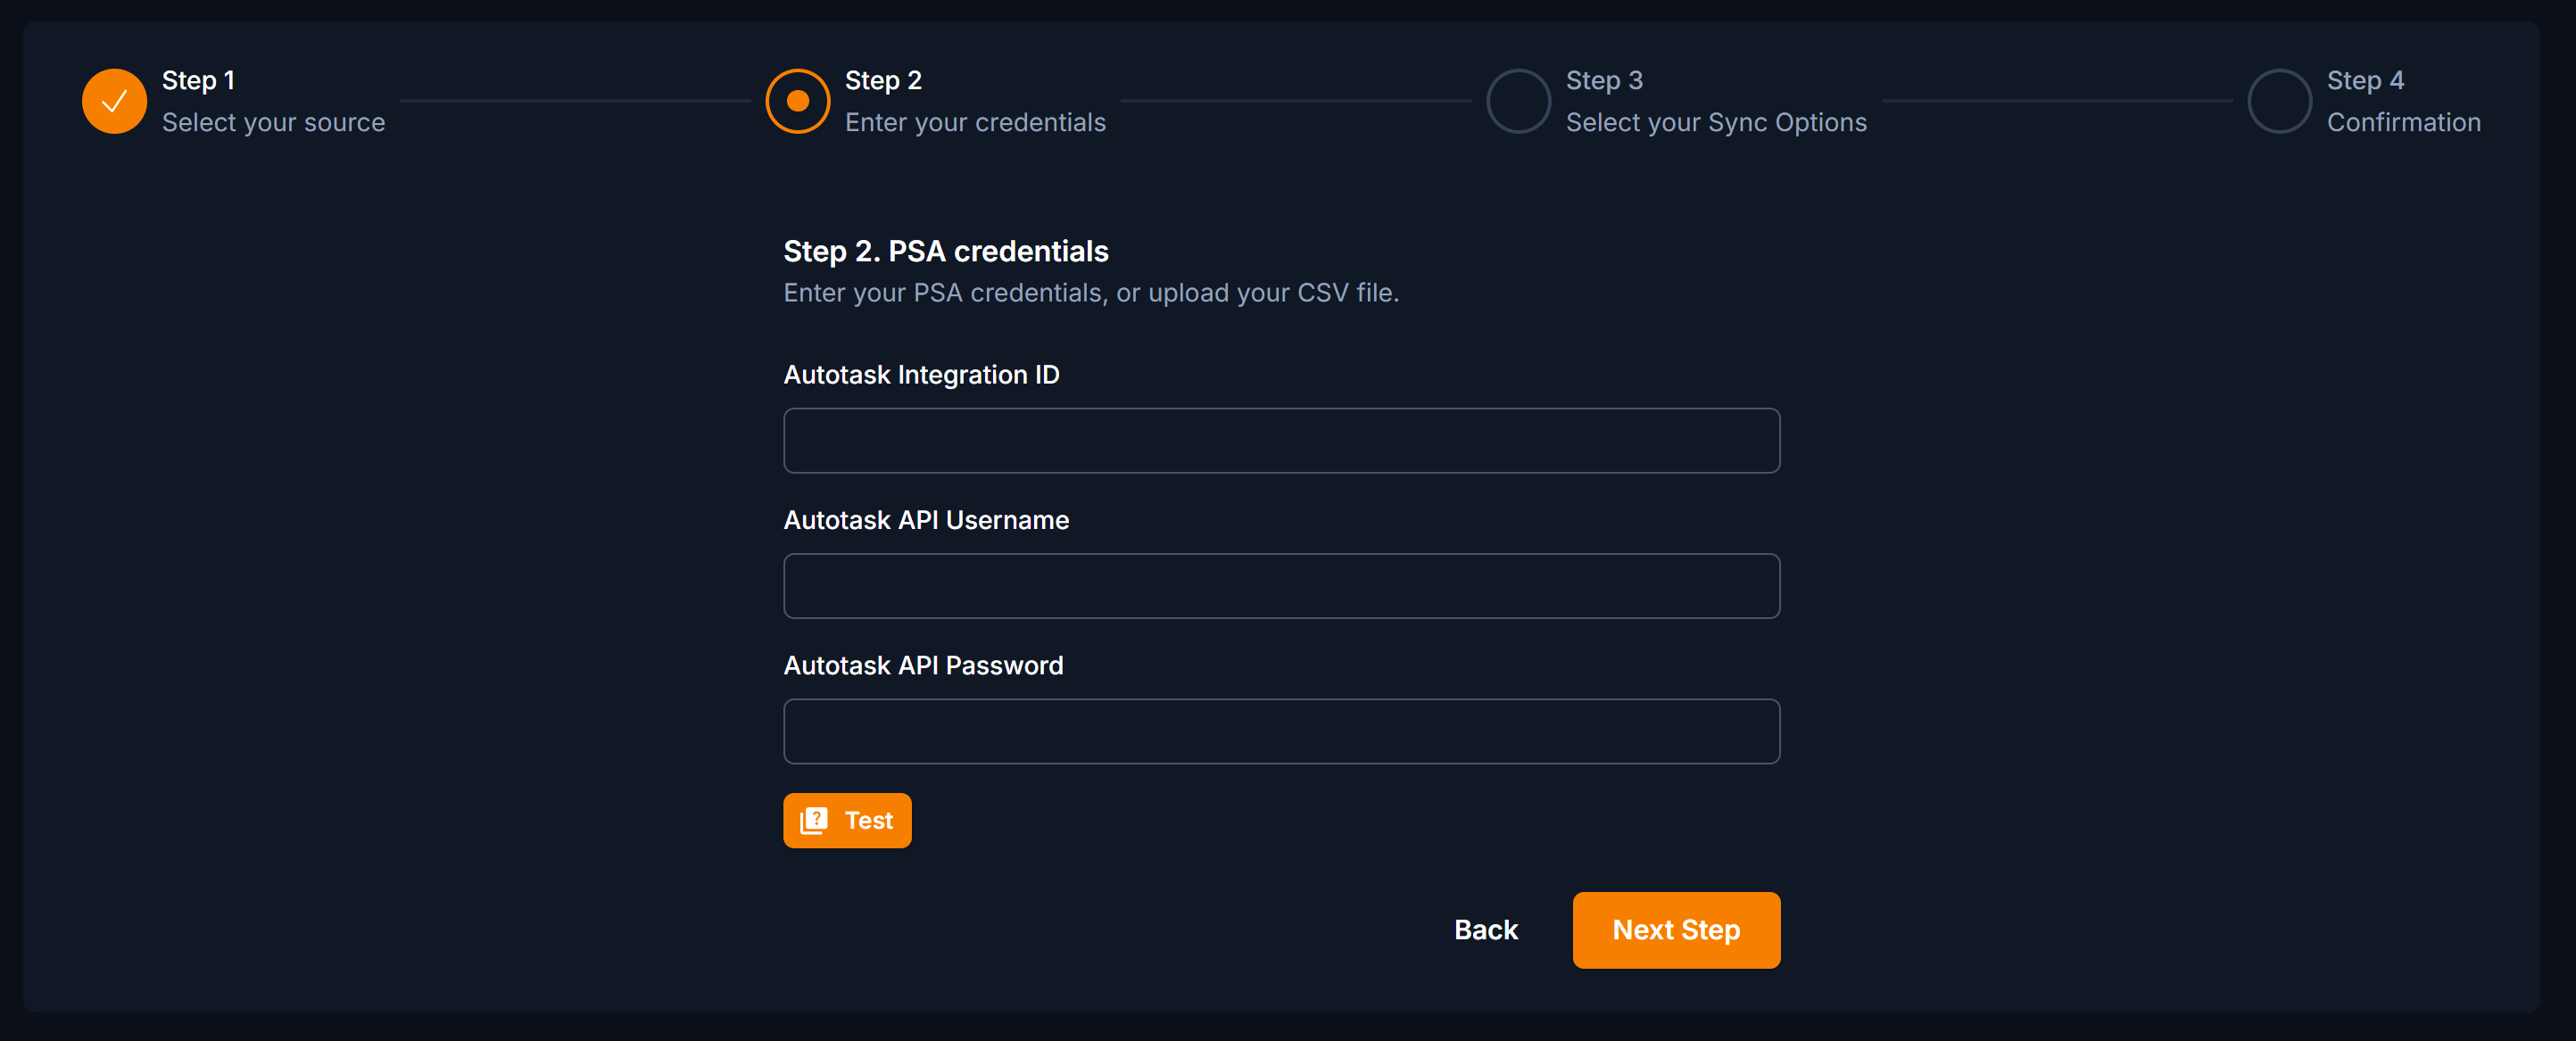 Step 1
Select your source
Step 2
Enter your credentials
Step 3
Select your Sync Options
Step 4
Confirmation
Step 2. PSA credentials
Enter your PSA credentials, or upload your CSV file.
Autotask Integration ID
Autotask API Username
Autotask API Password
? Test
Back
Next Step